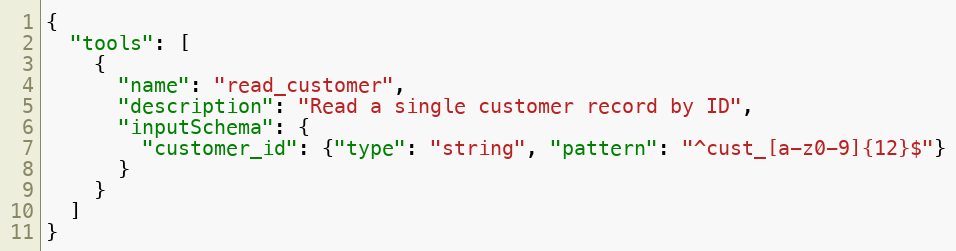 1 {
2   "tools": [
3     {
4       "name": "read_customer",
5       "description": "Read a single customer record by ID",
6       "inputSchema": {
7         "customer_id": {"type": "string", "pattern": "^cust_[a-z0-9]{12}$"}
8       }
9     }
10   ]
11 }